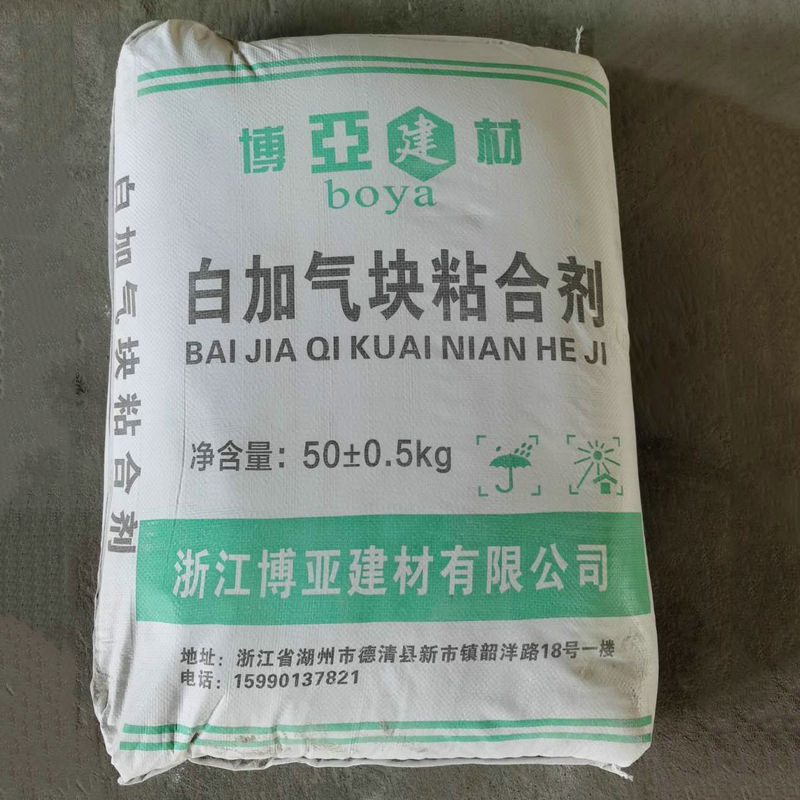 博亞建材
boya
白加气块粘合剂
BAI JIA QI KUAI NIAN HE JI
净含量：50±0.5kg
浙江博亚建材有限公司
地址：浙江省湖州市德清县新市镇韶洋路18号一楼
电话：15990137821
白加气块粘合剂